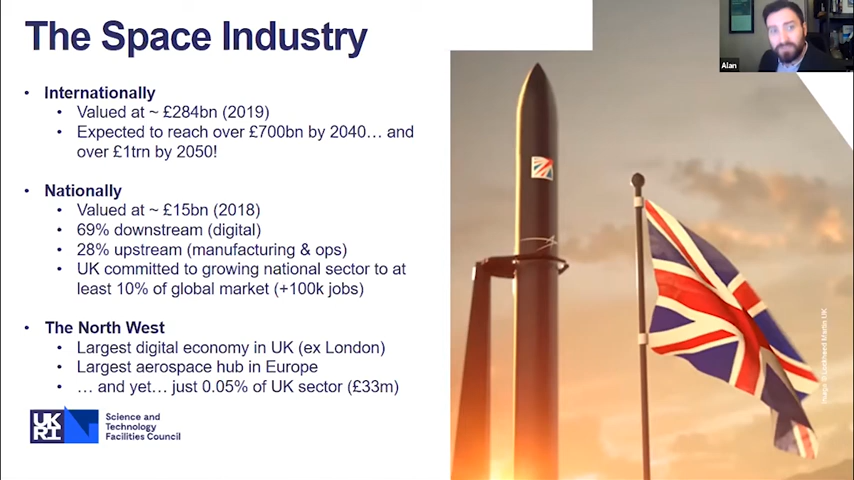 The Space Industry
Alan
• Internationally
• Valued at ~ £284bn (2019)
• Expected to reach over £700bn by 2040… and
over £1trn by 2050!
• Nationally
• Valued at ~ £15bn (2018)
• 69% downstream (digital)
• 28% upstream (manufacturing & ops)
• UK committed to growing national sector to at
least 10% of global market (+100k jobs)
• The North West
• Largest digital economy in UK (ex London)
• Largest aerospace hub in Europe
• … and yet… just 0.05% of UK sector (£33m)
UK
RI
Science and
Technology
Facilities Council
Image © Lockheed Martin UK